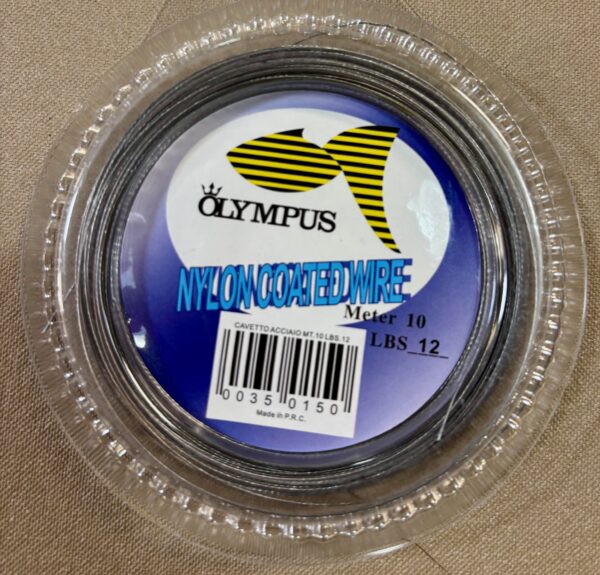 OLYMPUS
NYLON COATED WIRE
Meter 10
LBS 12
CAVETTO ACCIAIO MT.10 LBS.12
0035 0150
Made in P.R.C.